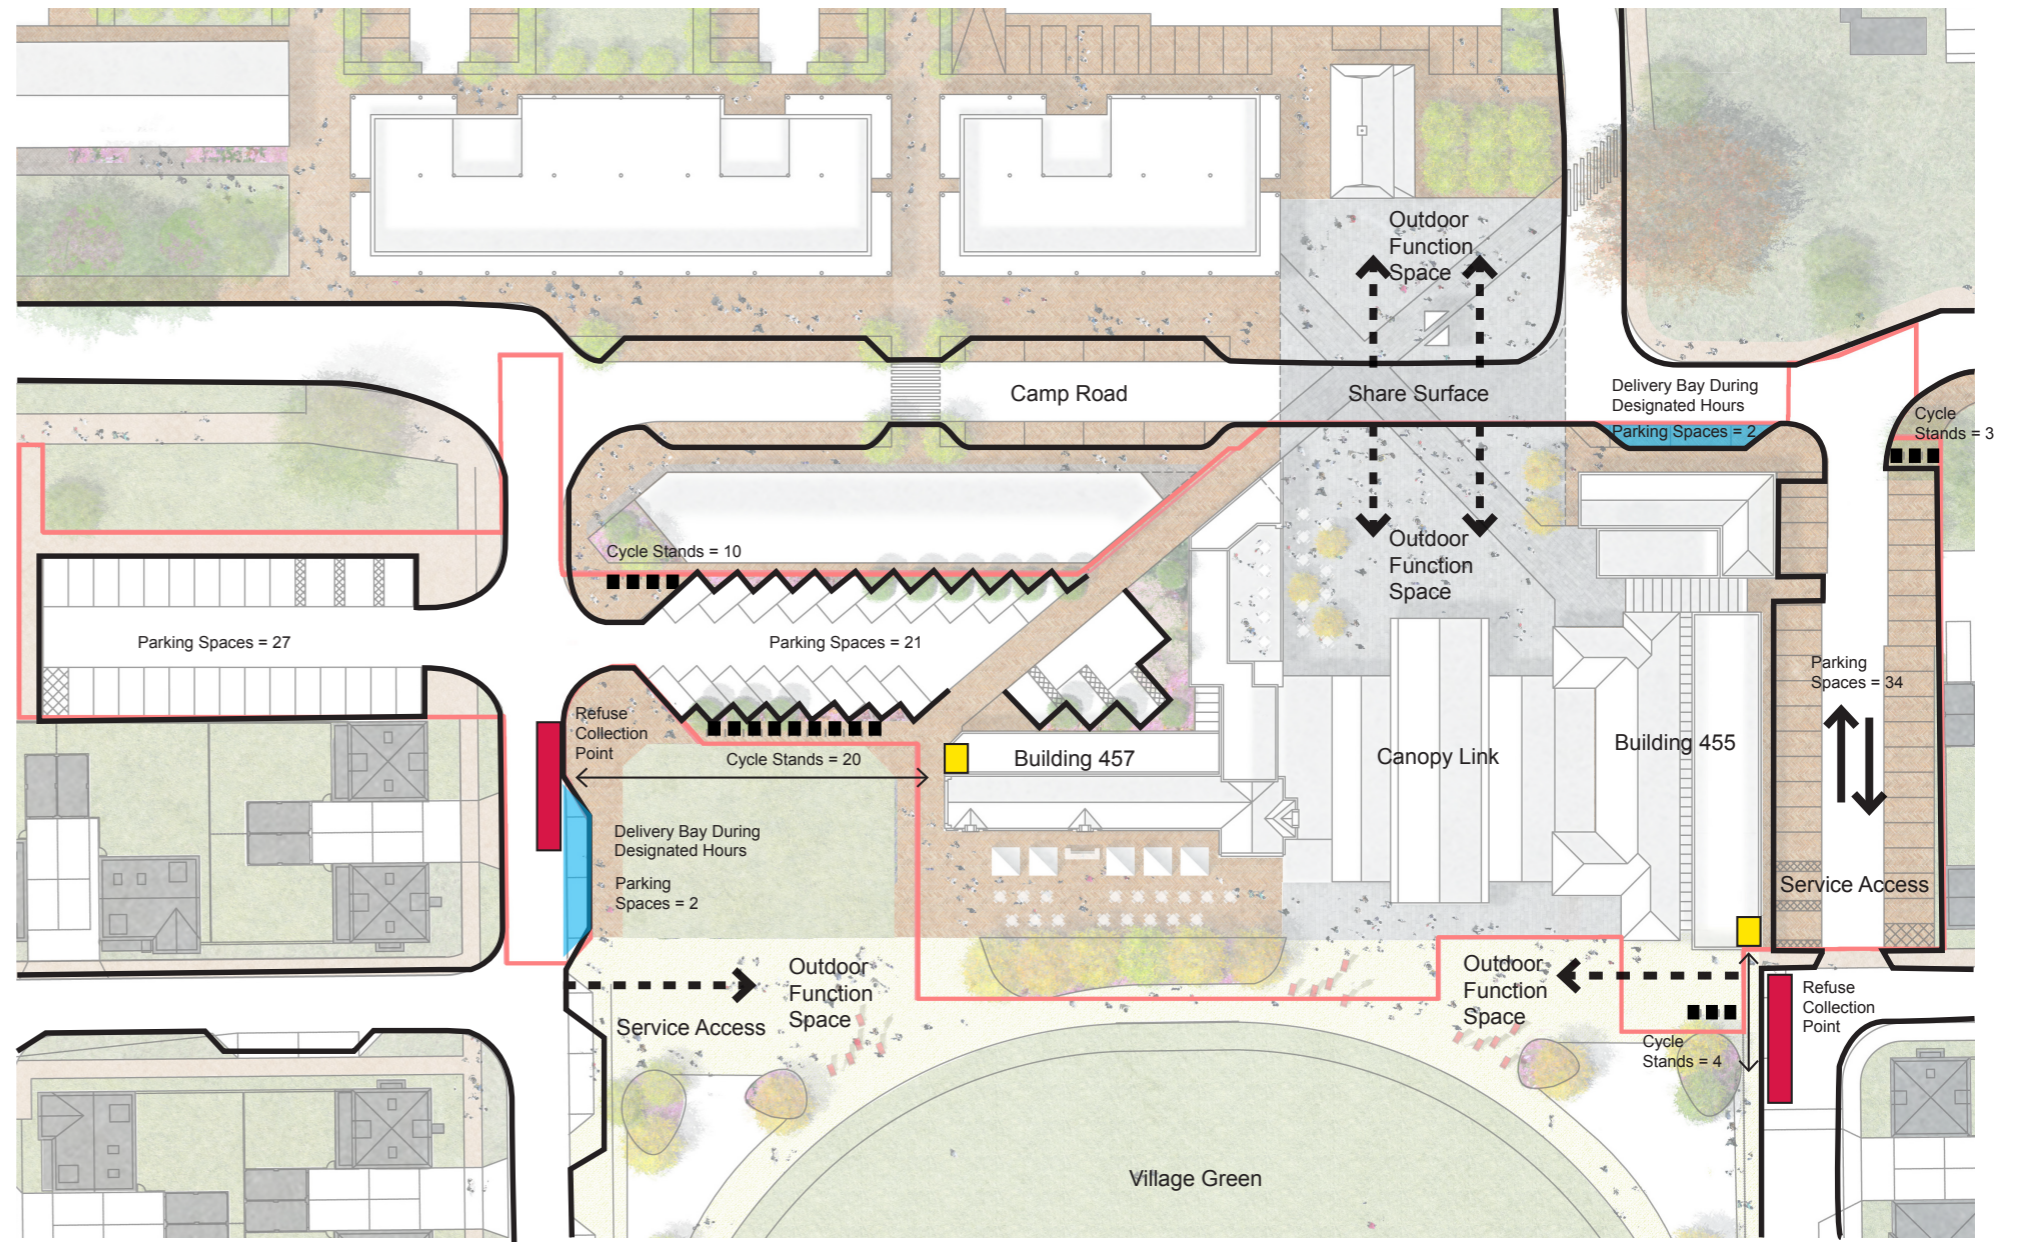 Outdoor
Function
Space
Camp Road
Share Surface
Delivery Bay During
Designated Hours
Parking Spaces = 2
Cycle
Stands = 3
Cycle Stands = 10
Outdoor
Function
Space
Parking Spaces = 27
Parking Spaces = 21
Parking
Spaces = 34
Refuse
Collection
Point
Cycle Stands = 20
Building 457
Canopy Link
Building 455
Delivery Bay During
Designated Hours
Parking
Spaces = 2
Service Access
Outdoor
Function
Space
Service Access
Outdoor
Function
Space
Refuse
Collection
Point
Cycle
Stands = 4
Village Green